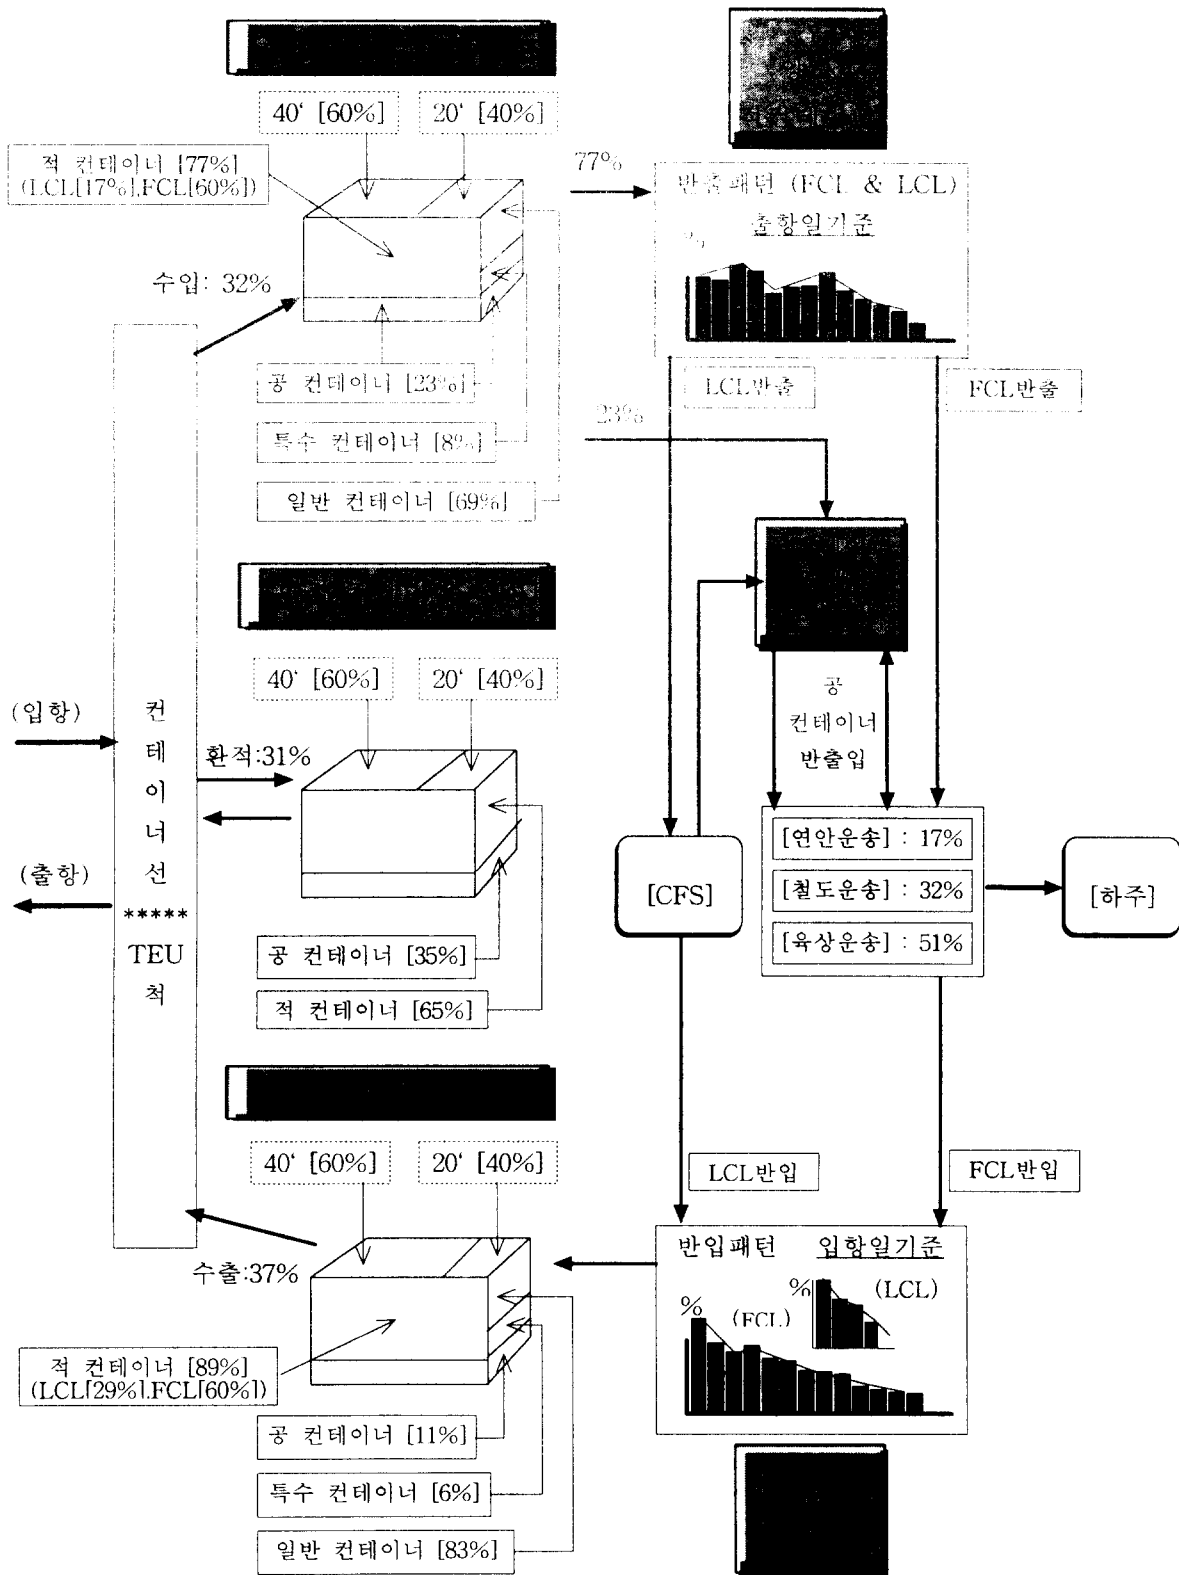 40' [60%]
20' [40%]
적 컨테이너 [77%]
(LCL[17%].FCL[60%])
수입: 32%
공 컨테이너 [23%]
특수 컨테이너 [8%]
일반 컨테이너 [69%]
77%
반출패턴 (FCL & LCL)
출항일기준
%
LCL반출
FCL반출
23%
40' [60%]
20' [40%]
(입항)
환적:31%
(출항)
컨
테
이
너
선
*****
TEU
척
공 컨테이너 [35%]
적 컨테이너 [65%]
공
컨테이너
반출입
[CFS]
[연안운송] : 17%
[철도운송] : 32%
[육상운송] : 51%
[하주]
40' [60%]
20' [40%]
LCL반입
FCL반입
수출:37%
적 컨테이너 [89%]
(LCL[29%].FCL[60%])
공 컨테이너 [11%]
특수 컨테이너 [6%]
일반 컨테이너 [83%]
반입패턴
입항일기준
%
(LCL)
%
(FCL)